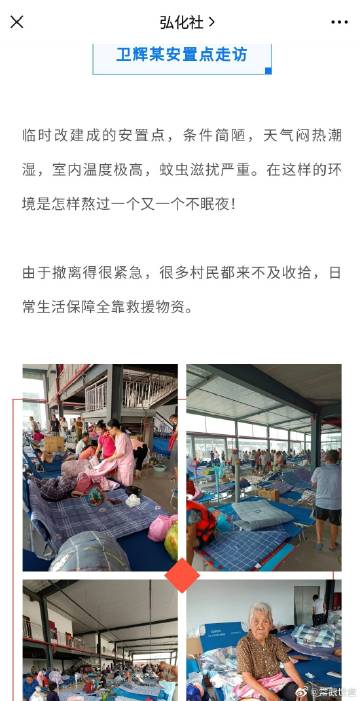 弘化社 >
卫辉某安置点走访
临时改建成的安置点，条件简陋，天气闷热潮
湿，室内温度极高，蚊虫滋扰严重。在这样的环
境是怎样熬过一个又一个不眠夜！
由于撤离得很紧急，很多村民都来不及收拾，日
常生活保障全靠救援物资。